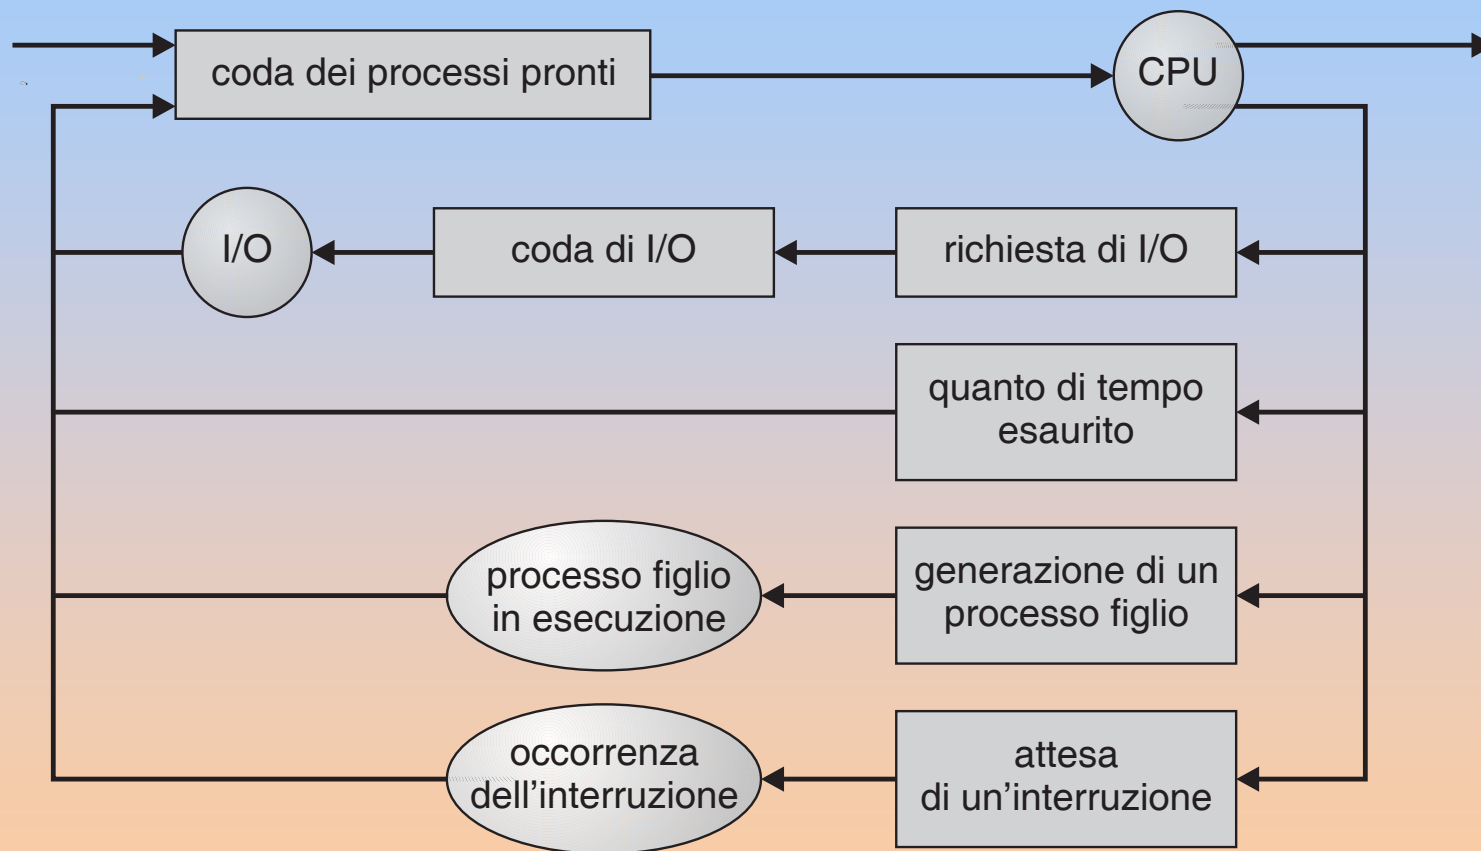 coda dei processi pronti
CPU
I/O
coda di I/O
richiesta di I/O
quanto di tempo
esaurito
processo figlio
in esecuzione
generazione di un
processo figlio
occorrenza
dell'interruzione
attesa
di un'interruzione